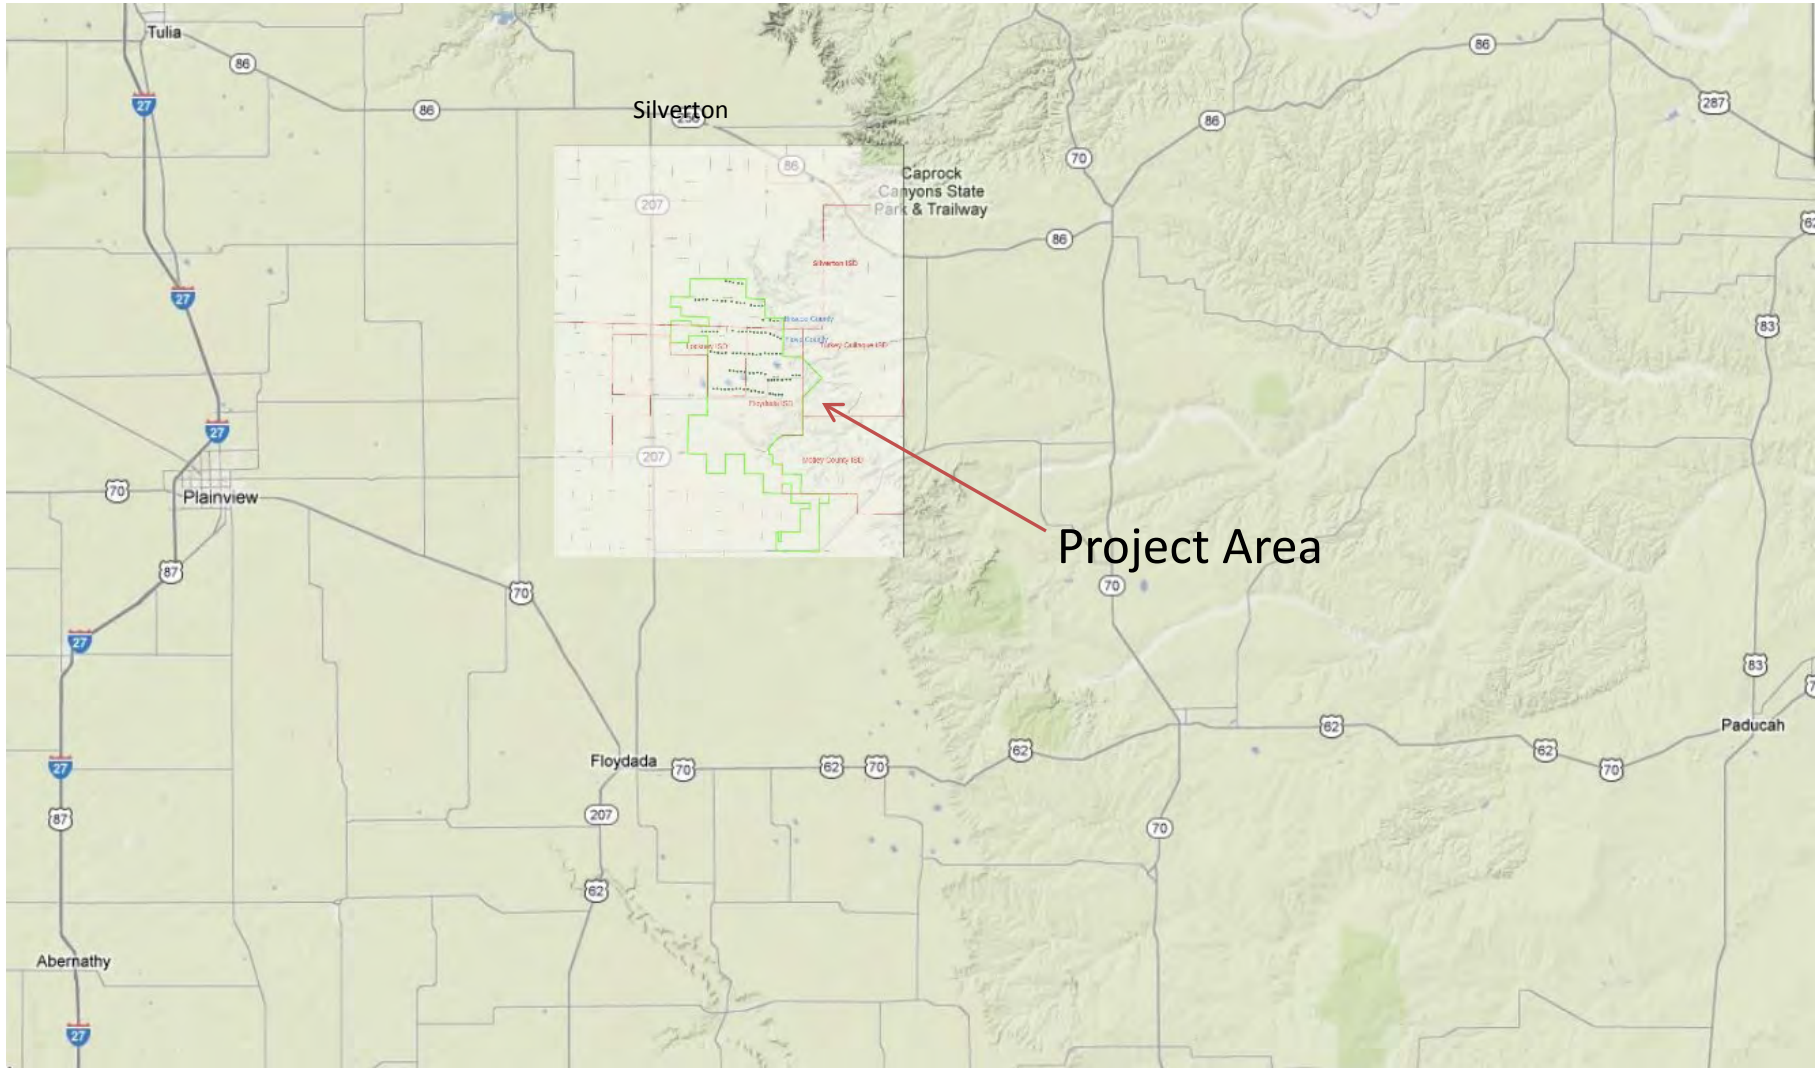 Tulia
86
86
27
86
Silverton
256
287
86
70
86
Caprock
Canyons State
Park & Trailway
207
62
86
Silverton ISD
27
Briscoe County
83
Floyd County
Lockney ISD
Turkey Quitaque ISD
Floydada ISD
27
207
Motley County ISD
70
Plainview
Project Area
87
70
70
27
83
Paducah
62
62
62
70
Floydada
70
62
70
27
207
87
70
62
Abernathy
27